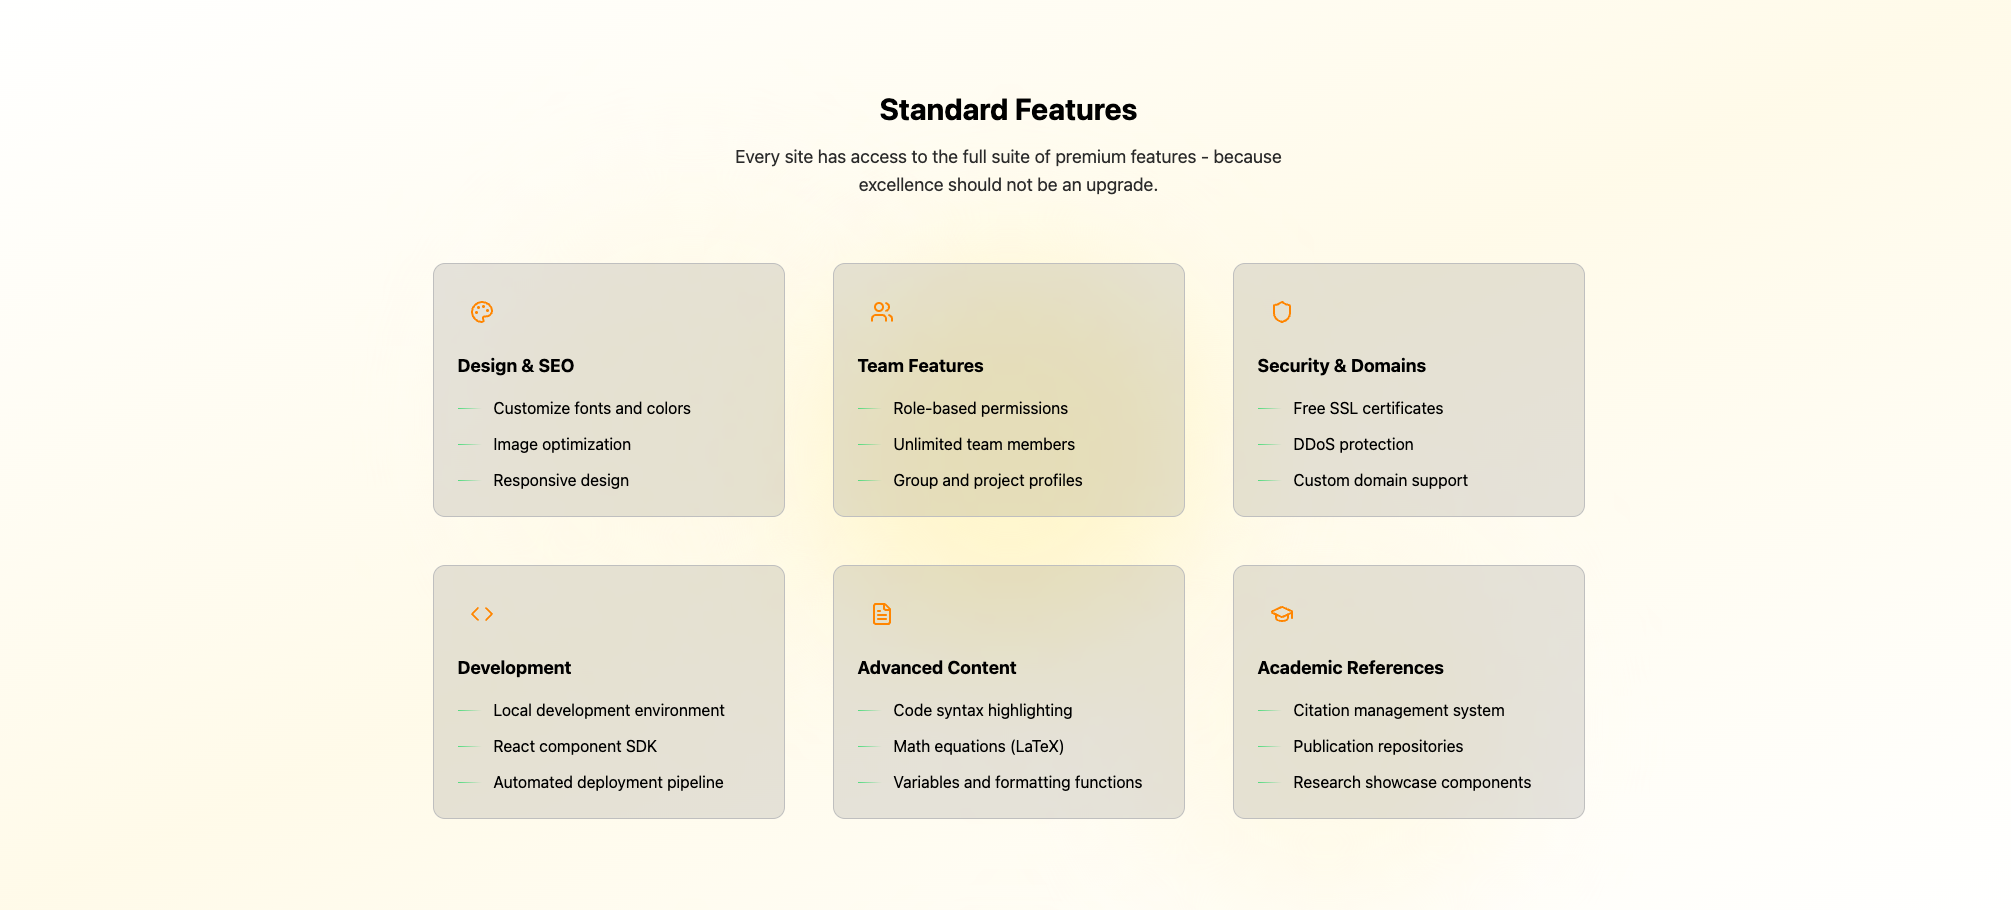 Standard Features
Every site has access to the full suite of premium features - because
excellence should not be an upgrade.
Design & SEO
Customize fonts and colors
Image optimization
Responsive design
Team Features
Role-based permissions
Unlimited team members
Group and project profiles
Security & Domains
Free SSL certificates
DDoS protection
Custom domain support
Development
Local development environment
React component SDK
Automated deployment pipeline
Advanced Content
Code syntax highlighting
Math equations (LaTeX)
Variables and formatting functions
Academic References
Citation management system
Publication repositories
Research showcase components